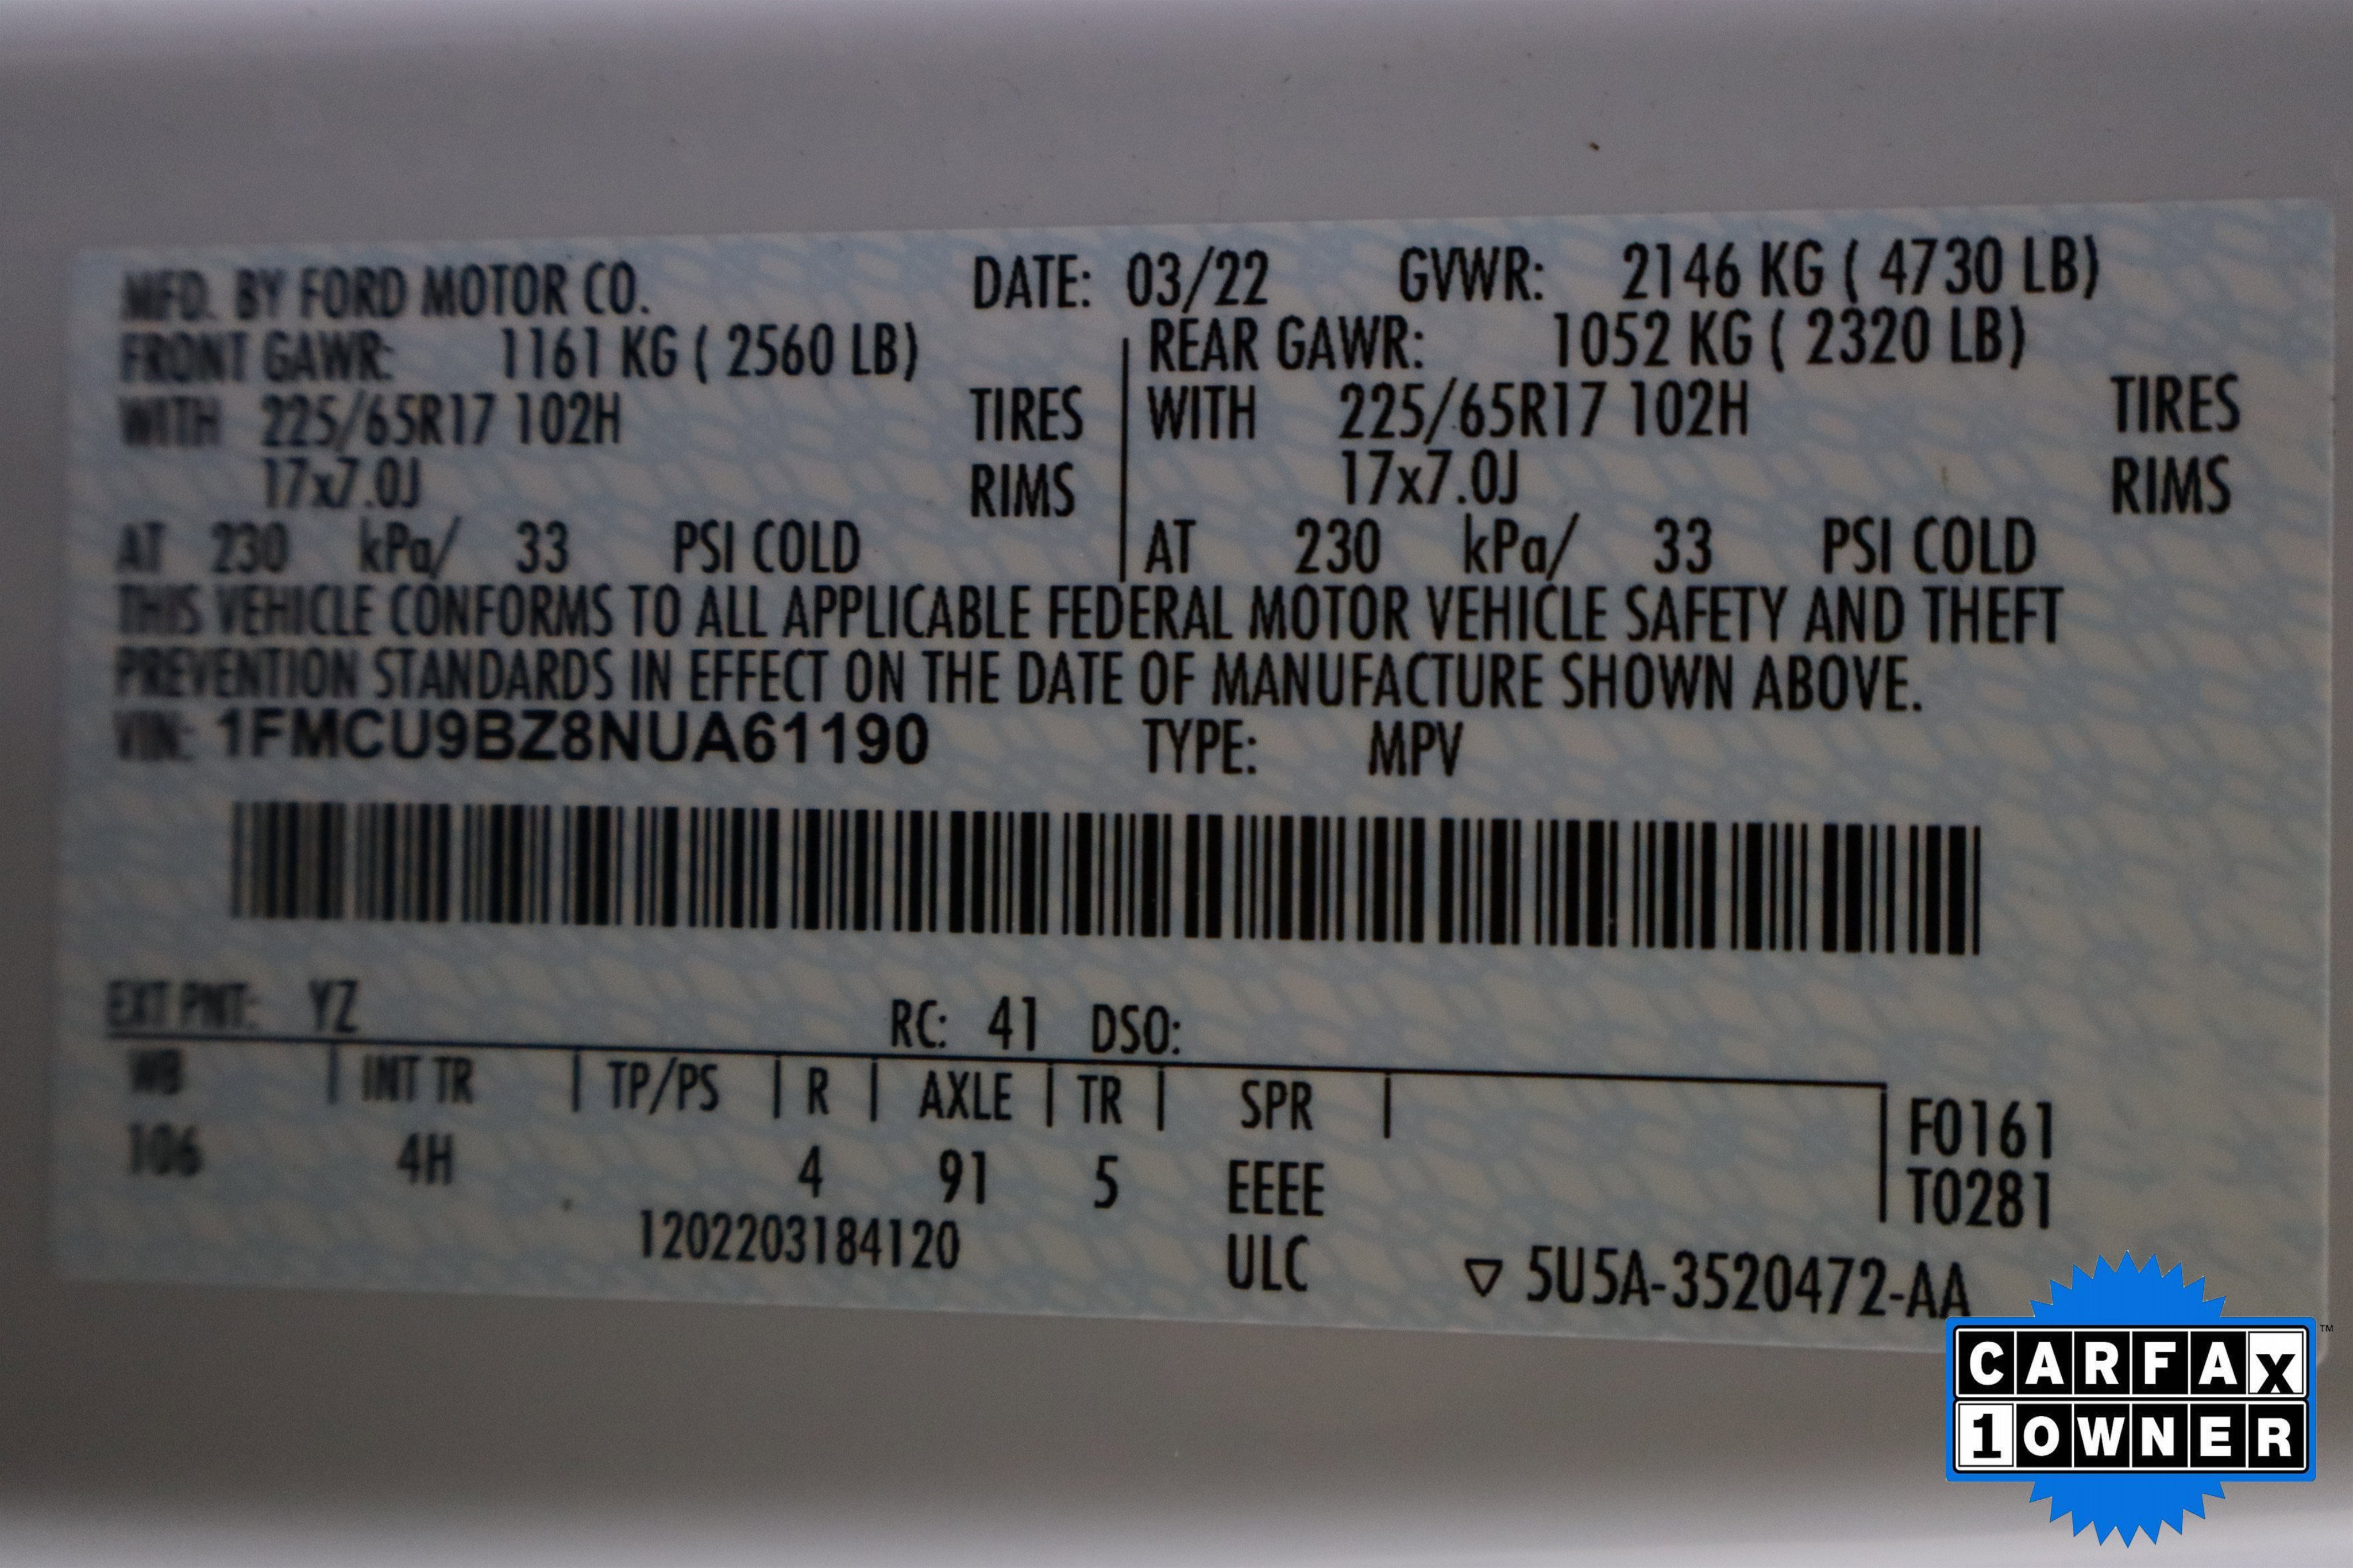 MFD. BY FORD MOTOR CO. DATE: 03/22 GVWR: 2146 KG ( 4730 LB)
FRONT GAWR: 1161 KG ( 2560 LB) REAR GAWR: 1052 KG ( 2320 LB)
WITH 225/65R17 102H TIRES WITH 225/65R17 102H TIRES
17x7.0J RIMS 17x7.0J RIMS
AT 230 kPa/ 33 PSI COLD AT 230 kPa/ 33 PSI COLD
THIS VEHICLE CONFORMS TO ALL APPLICABLE FEDERAL MOTOR VEHICLE SAFETY AND THEFT
PREVENTION STANDARDS IN EFFECT ON THE DATE OF MANUFACTURE SHOWN ABOVE.
VIN: 1FMCU9BZ8NUA61190 TYPE: MPV
EXT PNT: YZ RC: 41 DSO:
WB INT TR TP/PS R AXLE TR SPR F0161
106 4H 4 91 5 EEEE T0281
1202203184120 ULC ▽ 5U5A-3520472-AA
CARFAX ™
1 OWNER